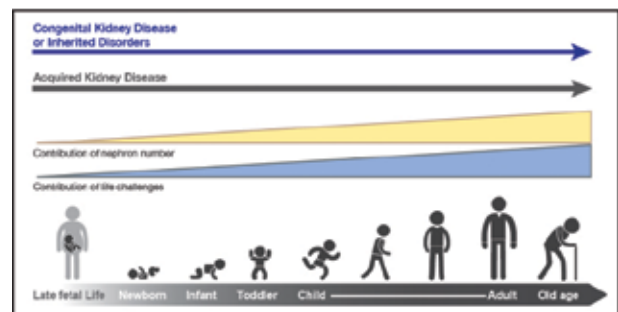 Congenital Kidney Disease
or Inherited Disorders
Acquired Kidney Disease
Contribution of nephron number
Contribution of life challenges
Late fetal Life Newborn Infant Toddler Child Adult Old age